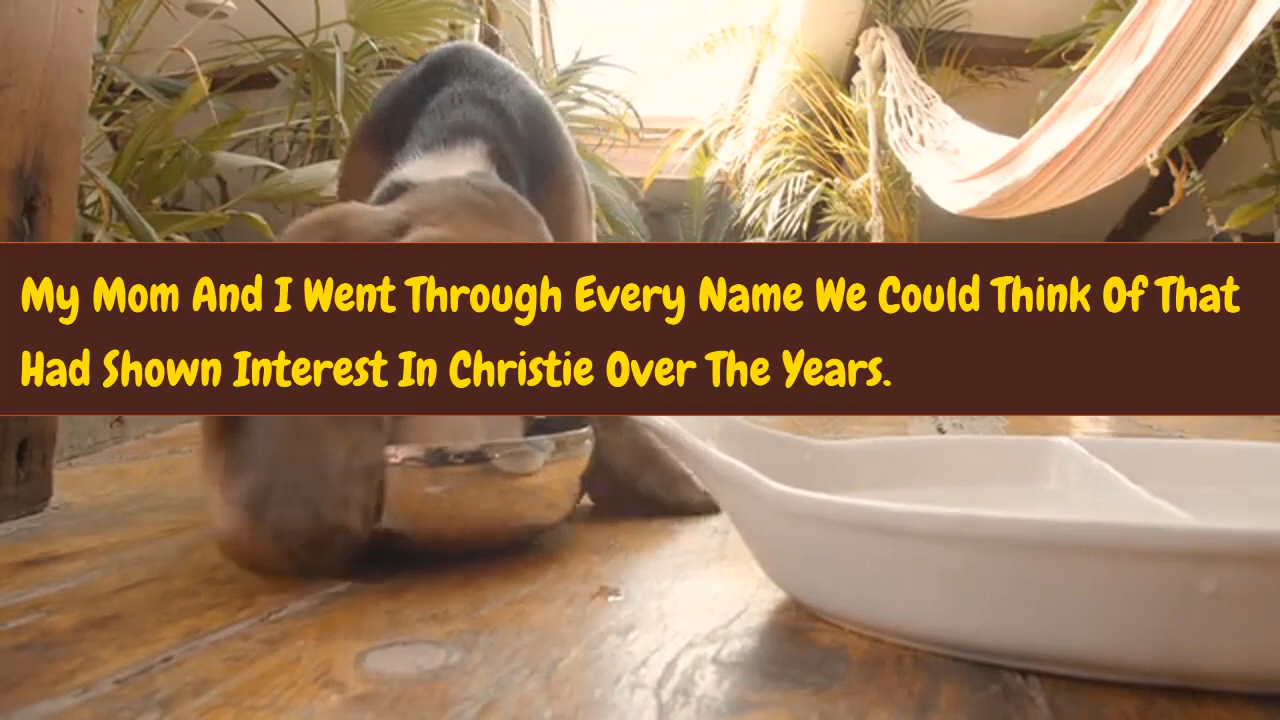 My Mom And I Went Through Every Name We Could Think Of That
Had Shown Interest In Christie Over The Years.